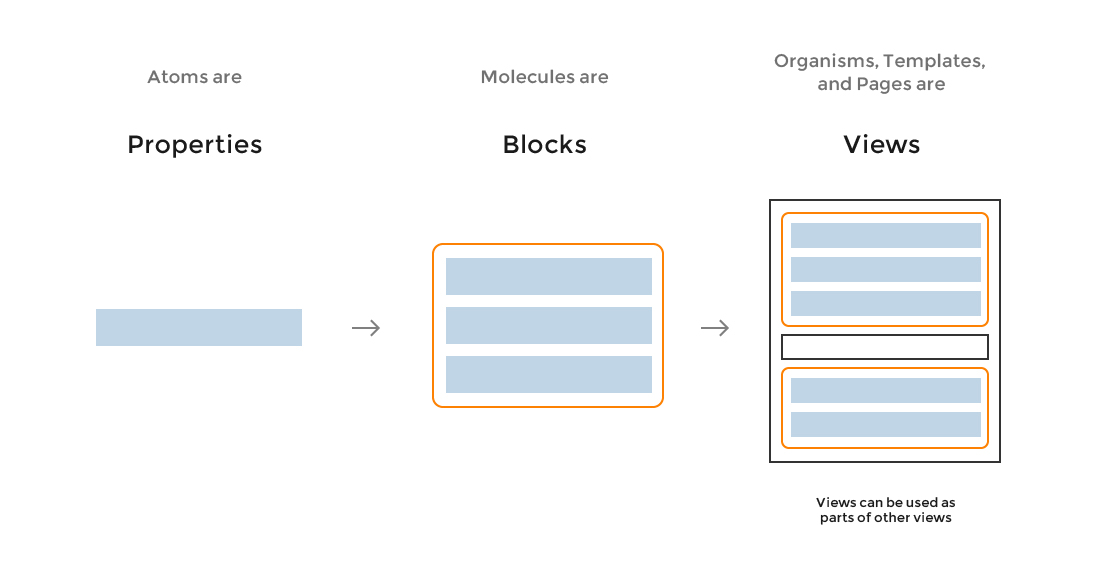 Atoms are
Properties
Molecules are
Blocks
Organisms, Templates,
and Pages are
Views
Views can be used as
parts of other views